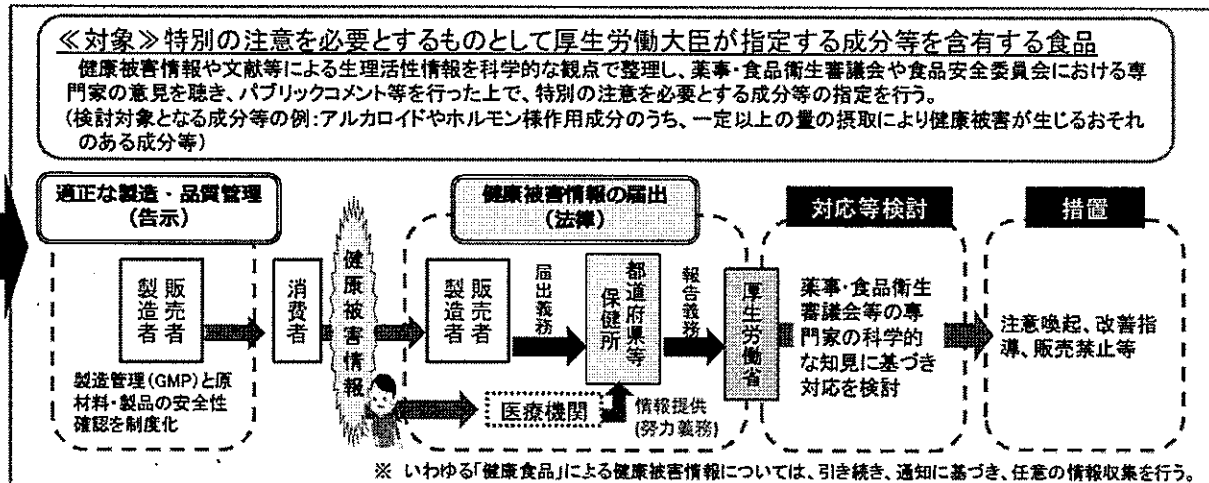 ≪対象≫特別の注意を必要とするものとして厚生労働大臣が指定する成分等を含有する食品
健康被害情報や文献等による生理活性情報を科学的な観点で整理し、薬事・食品衛生審議会や食品安全委員会における専
門家の意見を聴き、パブリックコメント等を行った上で、特別の注意を必要とする成分等の指定を行う。
(検討対象となる成分等の例:アルカロイドやホルモン様作用成分のうち、一定以上の量の摂取により健康被害が生じるおそれ
のある成分等)
適正な製造・品質管理
(告示)
販売者
製造者
製造管理(GMP)と原
材料・製品の安全性
確認を制度化
消費者
健康被害情報
健康被害情報の届出
(法律)
販売者
製造者
届出義務
都道府県等
保健所
報告義務
厚生労働省
医療機関
情報提供
(努力義務)
対応等検討
薬事・食品衛生
審議会等の専
門家の科学的
な知見に基づき
対応を検討
措置
注意喚起、改善指
導、販売禁止等
※ いわゆる「健康食品」による健康被害情報については、引き続き、通知に基づき、任意の情報収集を行う。